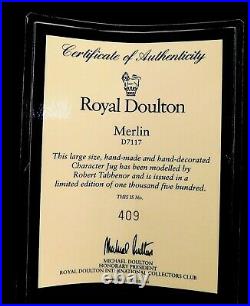 Certificate of Authenticity
Royal Doulton
Merlin
D7117
This large size, hand-made and hand-decorated
Character Jug has been modelled by
Robert Tabbenor and is issued in a
limited edition of one thousand five hundred.
THIS IS No.
409
Michael Doulton
MICHAEL DOULTON
HONORARY PRESIDENT
ROYAL DOULTON INTERNATIONAL COLLECTORS CLUB